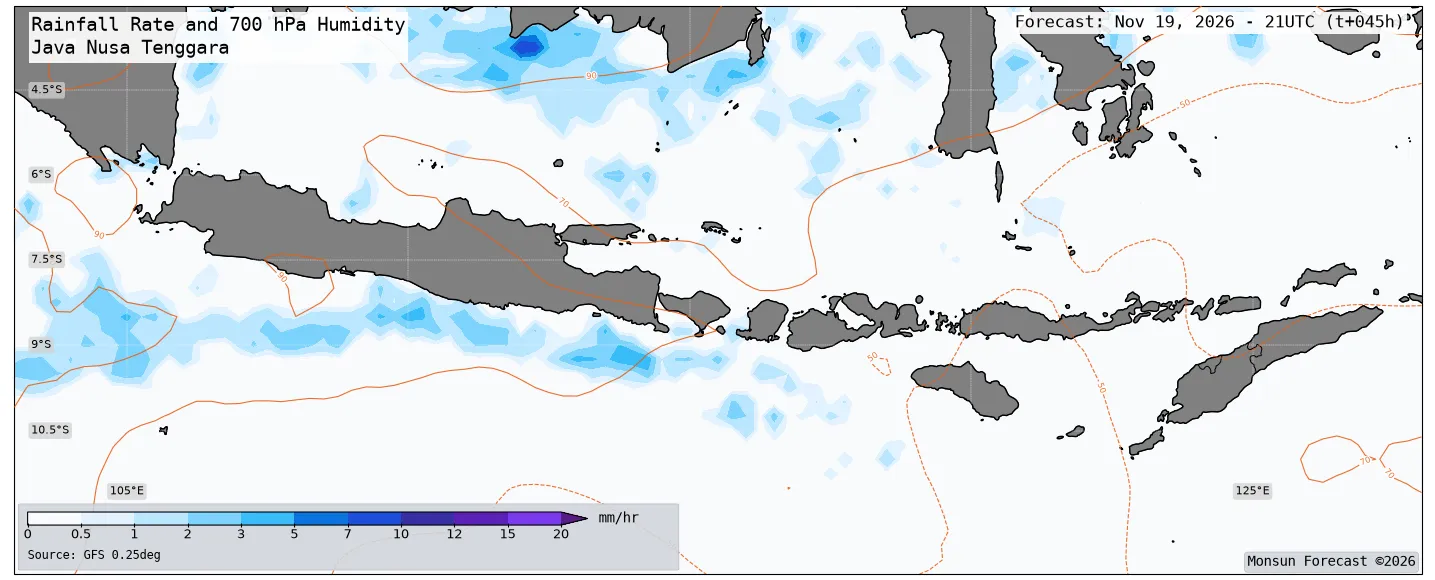 Rainfall Rate and 700 hPa Humidity
Java Nusa Tenggara
Forecast: Nov 19, 2026 - 21UTC (t+045h)
90
4.5°S
50
6°S
70
90
7.5°S
90
9°S
50
50
10.5°S
70
70
105°E
125°E
0 0.5 1 2 3 5 7 10 12 15 20
mm/hr
Source: GFS 0.25deg
Monsun Forecast ©2026